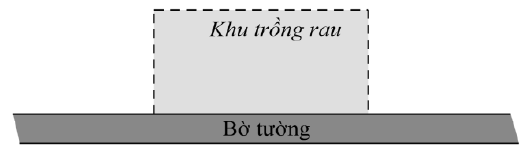 Khu trồng rau
Bờ tường